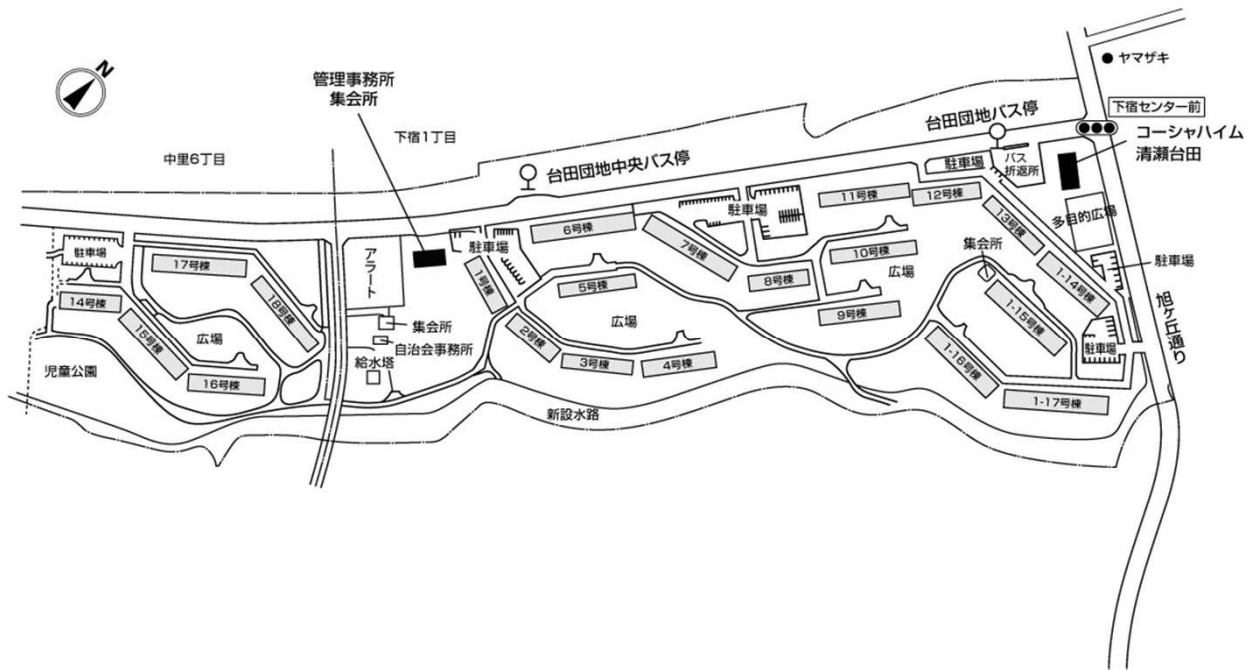 N
ヤマザキ
下宿センター前
コーシャハイム
清瀬台田
管理事務所
集会所
下宿1丁目
中里6丁目
台田団地中央バス停
台田団地バス停
駐車場
バス
折返所
多目的広場
駐車場
旭ヶ丘通り
11号棟
12号棟
13号棟
1-14号棟
1-15号棟
1-16号棟
1-17号棟
集会所
駐車場
駐車場
6号棟
7号棟
8号棟
10号棟
広場
9号棟
駐車場
1号棟
5号棟
広場
2号棟
3号棟
4号棟
アラート
集会所
自治会事務所
給水塔
駐車場
17号棟
18号棟
14号棟
15号棟
広場
16号棟
児童公園
新設水路